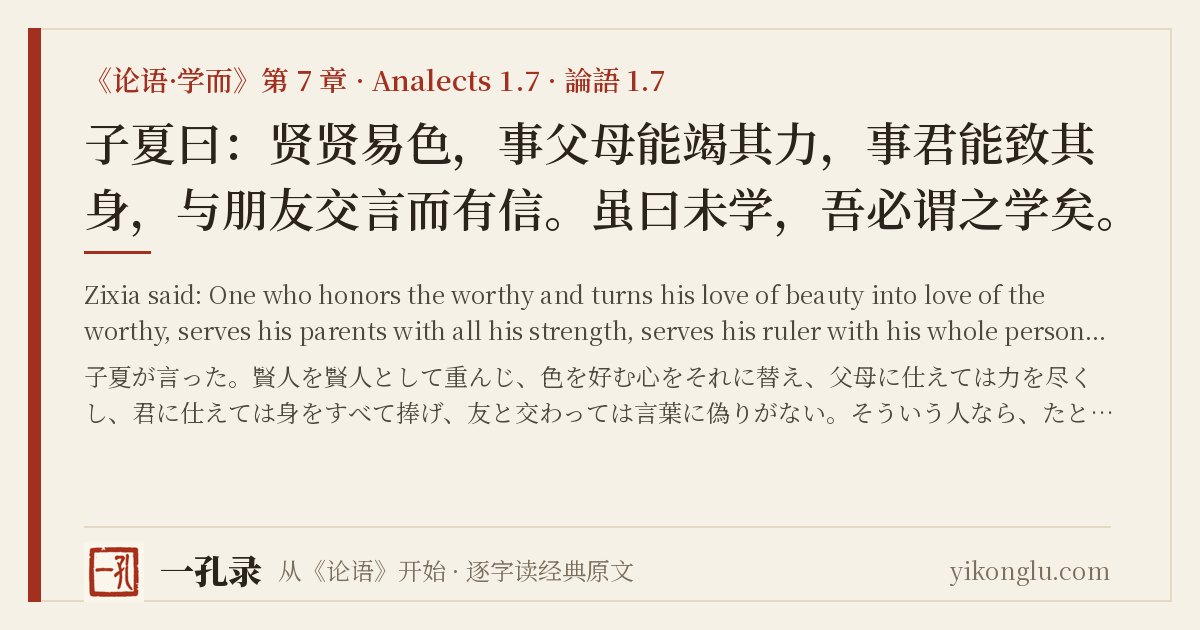 《论语·学而》第 7 章 · Analects 1.7 · 論語 1.7
子夏曰：贤贤易色，事父母能竭其力，事君能致其
身，与朋友交言而有信。虽曰未学，吾必谓之学矣。
Zixia said: One who honors the worthy and turns his love of beauty into love of the
worthy, serves his parents with all his strength, serves his ruler with his whole person...
子夏が言った。賢人を賢人として重んじ、色を好む心をそれに替え、父母に仕えては力を尽く
し、君に仕えては身をすべて捧げ、友と交わっては言葉に偽りがない。そういう人なら、たと…
一孔
一孔录 从《论语》开始 · 逐字读经典原文 yikonglu.com